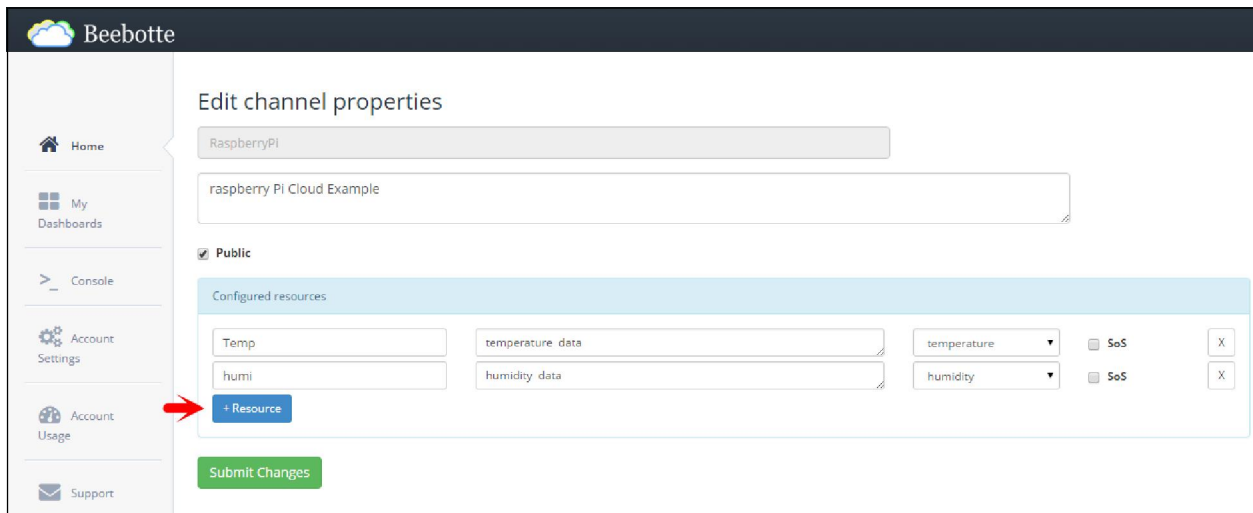 Beebotte
Home
My
Dashboards
>_ Console
Account
Settings
Account
Usage
Support
Edit channel properties
RaspberryPi
raspberry Pi Cloud Example
Public
Configured resources
Temp temperature data temperature SoS X
humi humidity data humidity SoS X
+ Resource
Submit Changes